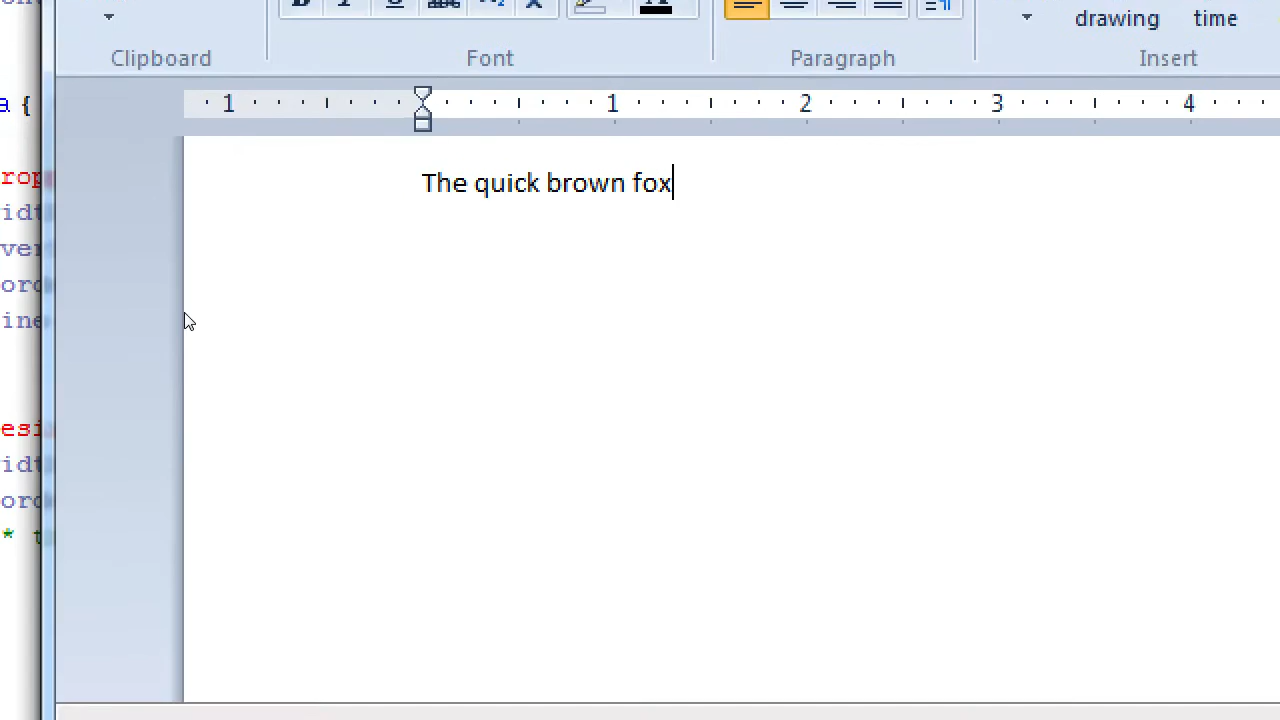 drawing time
Clipboard Font Paragraph Insert
1 1 2 3 4
a {
The quick brown fox
* t